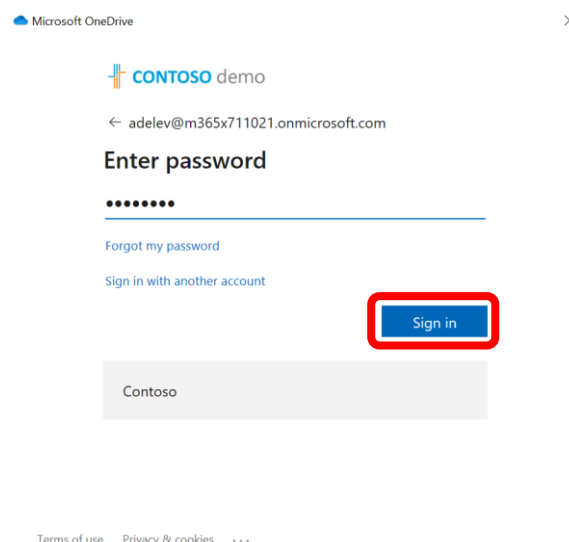 Microsoft OneDrive
CONTOSO demo
← adelev@m365x711021.onmicrosoft.com
Enter password
••••••••
Forgot my password
Sign in with another account
Sign in
Contoso
Terms of use Privacy & cookies ...